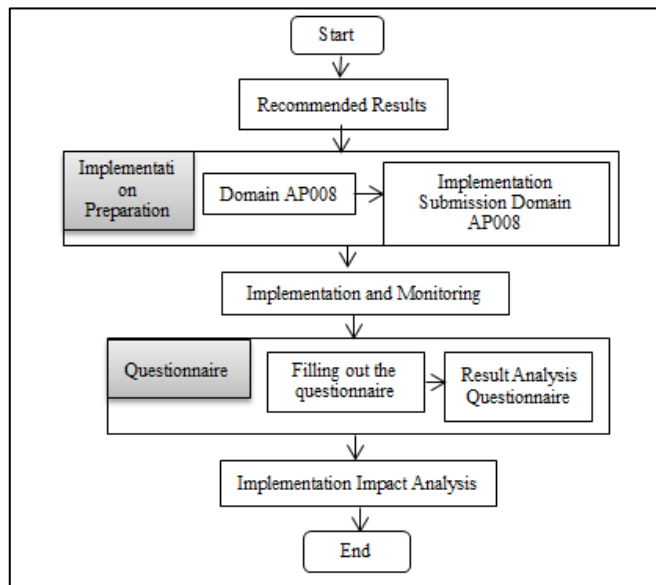 Start
Recommended Results
Implementati
on
Preparation
Domain AP008
Implementation
Submission Domain
AP008
Implementation and Monitoring
Questionnaire
Filling out the
questionnaire
Result Analysis
Questionnaire
Implementation Impact Analysis
End